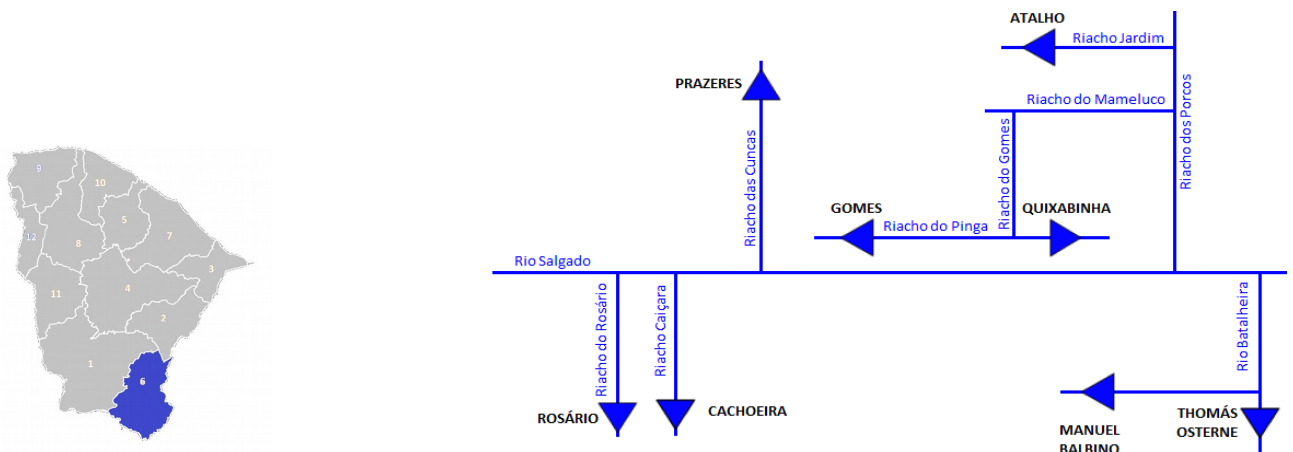 9
10
5
12
8
7
3
4
11
2
1
6
ATALHO
Riacho Jardim
PRAZERES
Riacho do Mameluco
Riacho dos Porcos
Riacho das Cuncas
Riacho do Gomes
GOMES
QUIXABINHA
Riacho do Pinga
Rio Salgado
Riacho do Rosário
Riacho Caiçara
Rio Batalheira
ROSÁRIO
CACHOEIRA
MANUEL
BALBINO
THOMÁS
OSTERNE